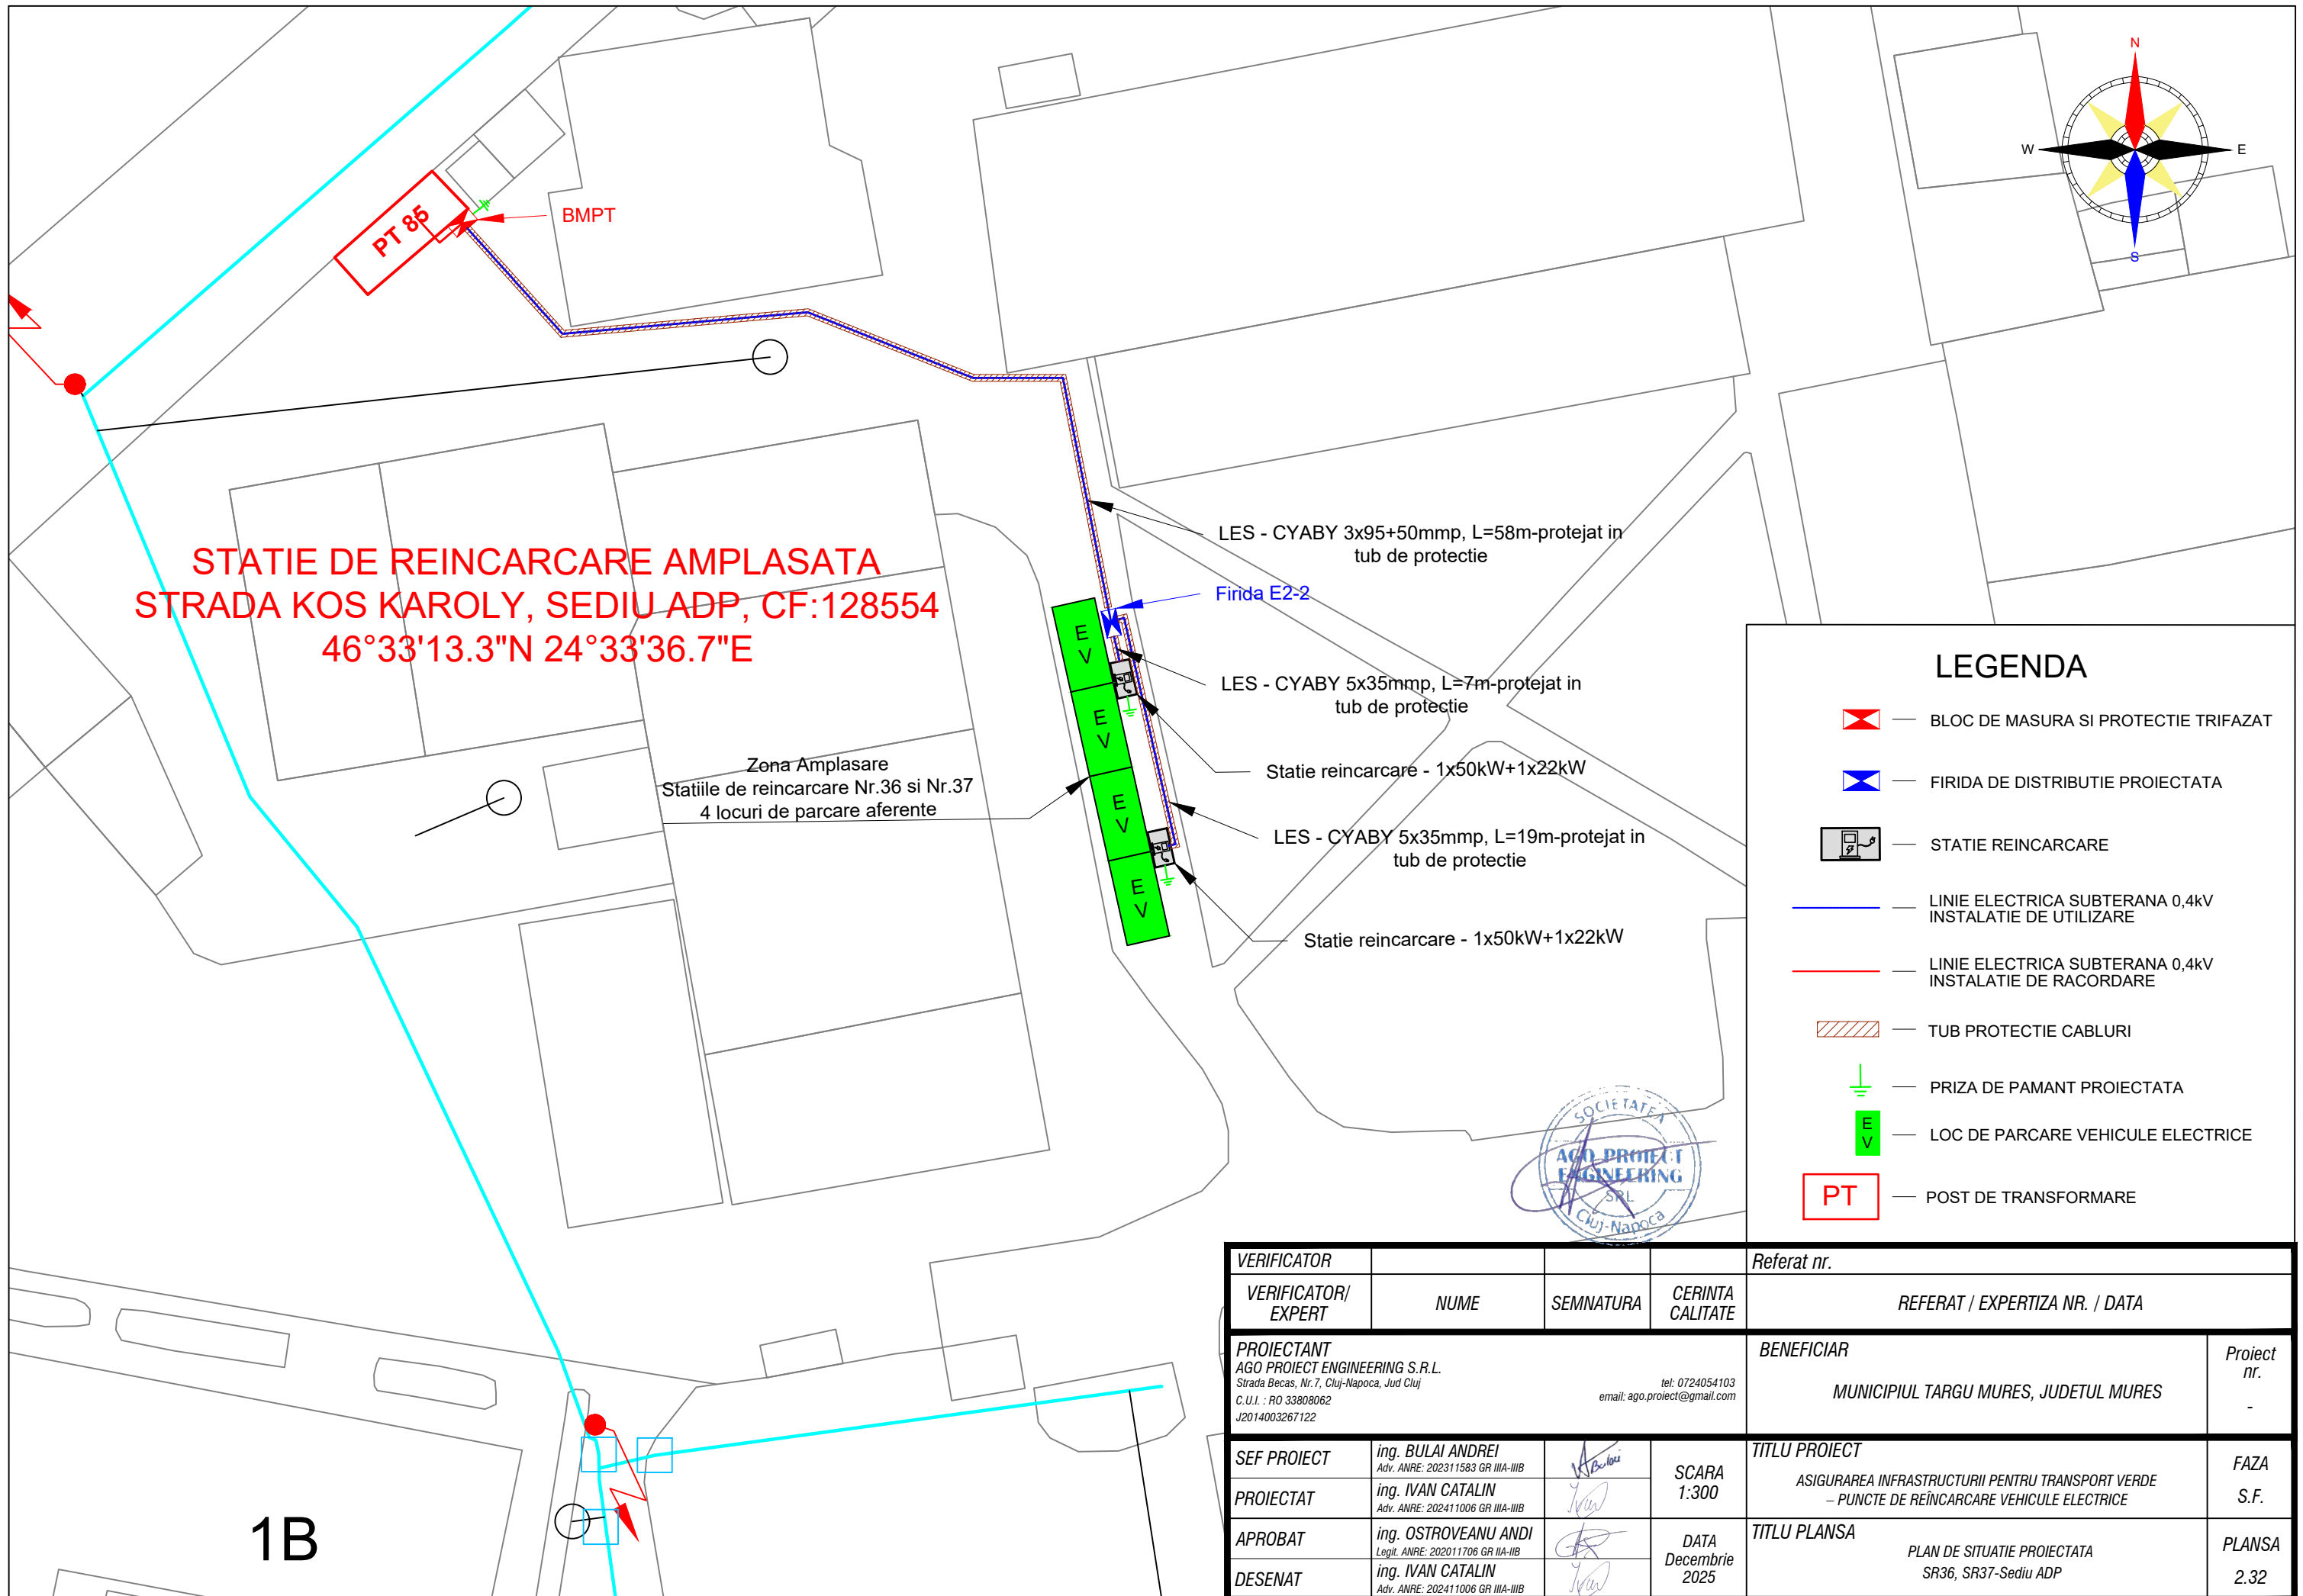 N
W
E
S
PT 85
BMPT
STATIE DE REINCARCARE AMPLASATA
STRADA KOS KAROLY, SEDIU ADP, CF:128554
46°33'13.3"N 24°33'36.7"E
LES - CYABY 3x95+50mmp, L=58m-protejat in
tub de protectie
Firida E2-2
LES - CYABY 5x35mmp, L=7m-protejat in
tub de protectie
Statie reincarcare - 1x50kW+1x22kW
Zona Amplasare
Statiile de reincarcare Nr.36 si Nr.37
4 locuri de parcare aferente
LES - CYABY 5x35mmp, L=19m-protejat in
tub de protectie
Statie reincarcare - 1x50kW+1x22kW
E
V
E
V
E
V
E
V
1B
LEGENDA
BLOC DE MASURA SI PROTECTIE TRIFAZAT
FIRIDA DE DISTRIBUTIE PROIECTATA
STATIE REINCARCARE
LINIE ELECTRICA SUBTERANA 0,4kV
INSTALATIE DE UTILIZARE
LINIE ELECTRICA SUBTERANA 0,4kV
INSTALATIE DE RACORDARE
TUB PROTECTIE CABLURI
PRIZA DE PAMANT PROIECTATA
E
V
LOC DE PARCARE VEHICULE ELECTRICE
PT
POST DE TRANSFORMARE
SOCIETATEA
AGO PROIECT
ENGINEERING
SRL
Cluj-Napoca
VERIFICATOR
Referat nr.
VERIFICATOR/
EXPERT
NUME
SEMNATURA
CERINTA
CALITATE
REFERAT / EXPERTIZA NR. / DATA
PROIECTANT
AGO PROIECT ENGINEERING S.R.L.
Strada Becas, Nr.7, Cluj-Napoca, Jud Cluj
C.U.I. : RO 33808062
J2014003267122
tel: 0724054103
email: ago.proiect@gmail.com
BENEFICIAR
MUNICIPIUL TARGU MURES, JUDETUL MURES
Proiect
nr.
-
SEF PROIECT
ing. BULAI ANDREI
Adv. ANRE: 202311583 GR IIIA-IIIB
PROIECTAT
ing. IVAN CATALIN
Adv. ANRE: 202411006 GR IIIA-IIIB
APROBAT
ing. OSTROVEANU ANDI
Legit. ANRE: 202011706 GR IIA-IIB
DESENAT
ing. IVAN CATALIN
Adv. ANRE: 202411006 GR IIIA-IIIB
SCARA
1:300
DATA
Decembrie
2025
TITLU PROIECT
ASIGURAREA INFRASTRUCTURII PENTRU TRANSPORT VERDE
– PUNCTE DE REÎNCARCARE VEHICULE ELECTRICE
FAZA
S.F.
TITLU PLANSA
PLAN DE SITUATIE PROIECTATA
SR36, SR37-Sediu ADP
PLANSA
2.32